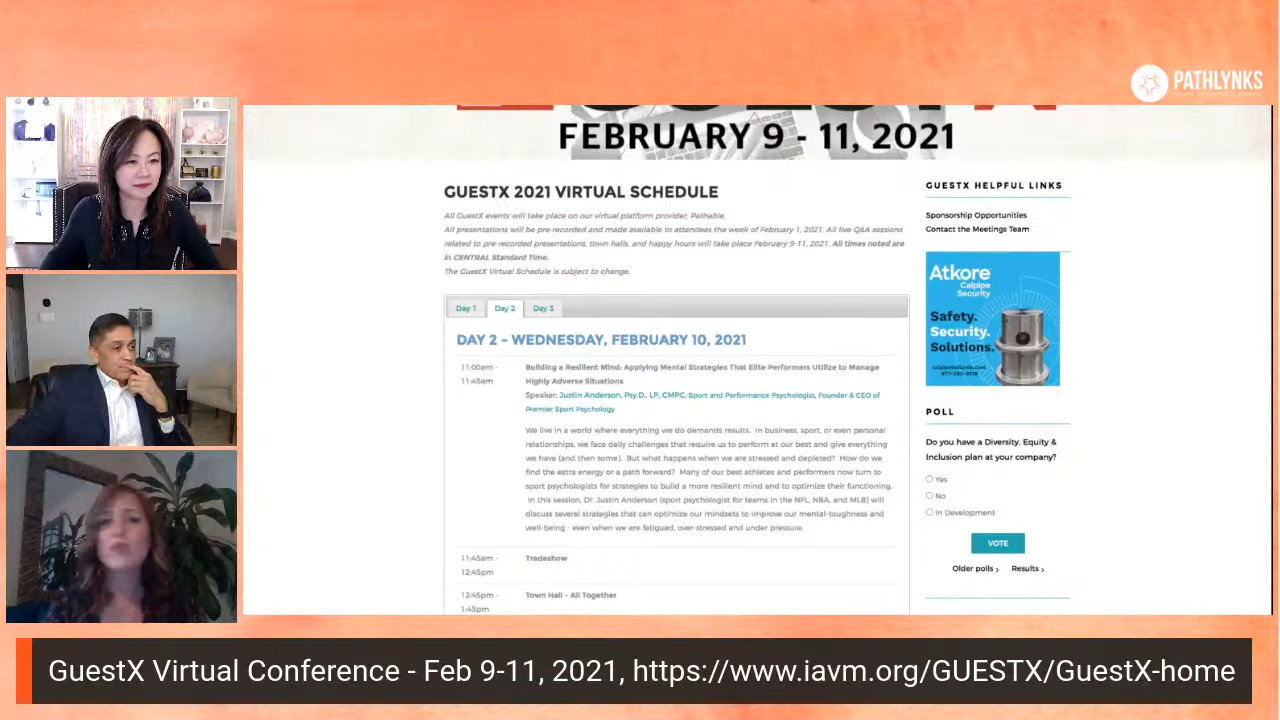 PATHLYNKS
FEBRUARY 9 - 11, 2021
GUESTX 2021 VIRTUAL SCHEDULE
All GuestX events will take place on our virtual platform provider, Pathable.
All presentations will be pre-recorded and made available to attendees the week of February 1, 2021. All live Q&A sessions
related to pre-recorded presentations, town halls, and happy hours will take place February 9-11, 2021. All times noted are
in CENTRAL Standard Time.
The GuestX Virtual Schedule is subject to change.
Day 1
Day 2
Day 3
DAY 2 - WEDNESDAY, FEBRUARY 10, 2021
11:00am -
11:45am
Building a Resilient Mind: Applying Mental Strategies That Elite Performers Utilize to Manage
Highly Adverse Situations
Speaker: Justin Anderson, Psy.D., LP, CMPC, Sport and Performance Psychologist, Founder & CEO of
Premier Sport Psychology
We live in a world where everything we do demands results. In business, sport, or even personal
relationships, we face daily challenges that require us to perform at our best and give everything
we have (and then some). But what happens when we are stressed and depleted? How do we
find the extra energy or a path forward? Many of our best athletes and performers now turn to
sport psychologists for strategies to build a more resilient mind and to optimize their functioning.
In this session, Dr. Justin Anderson (sport psychologist for teams in the NFL, NBA, and MLB) will
discuss several strategies that can optimize our mindsets to improve our mental-toughness and
well-being - even when we are fatigued, over-stressed and under pressure.
11:45am -
12:45pm
Tradeshow
12:45pm -
1:45pm
Town Hall - All Together
GUESTX HELPFUL LINKS
Sponsorship Opportunities
Contact the Meetings Team
Atkore
Calpipe
Security
Safety.
Security.
Solutions.
calpipebollards.com
POLL
Do you have a Diversity, Equity &
Inclusion plan at your company?
Yes
No
In Development
VOTE
Older polls ›
Results ›
GuestX Virtual Conference - Feb 9-11, 2021, https://www.iavm.org/GUESTX/GuestX-home